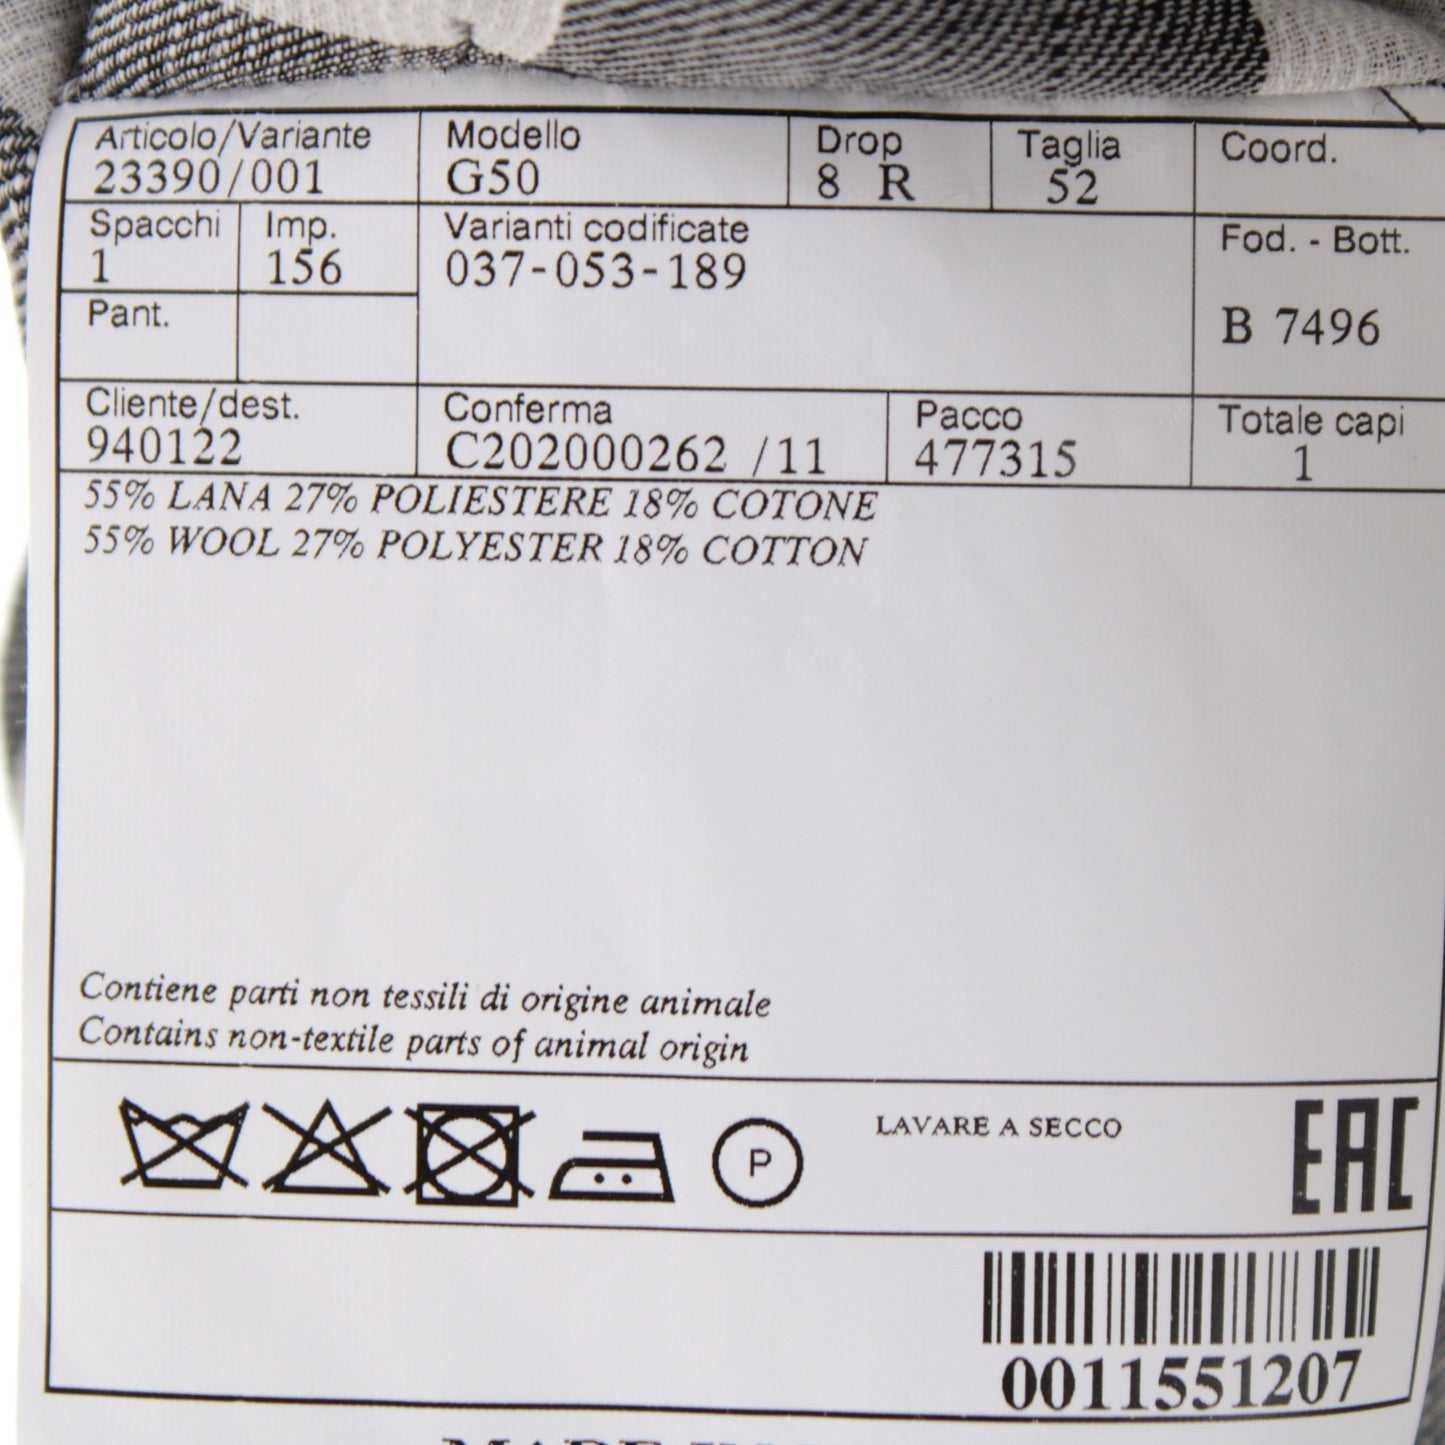 Articolo/Variante Modello Drop Taglia Coord.
23390/001 G50 8 R 52
Spacchi Imp. Varianti codificate Fod. - Bott.
1 156 037-053-189
Pant. B 7496
Cliente/dest. Conferma Pacco Totale capi
940122 C202000262 /11 477315 1
55% LANA 27% POLIESTERE 18% COTONE
55% WOOL 27% POLYESTER 18% COTTON
Contiene parti non tessili di origine animale
Contains non-textile parts of animal origin
P LAVARE A SECCO EAC
0011551207